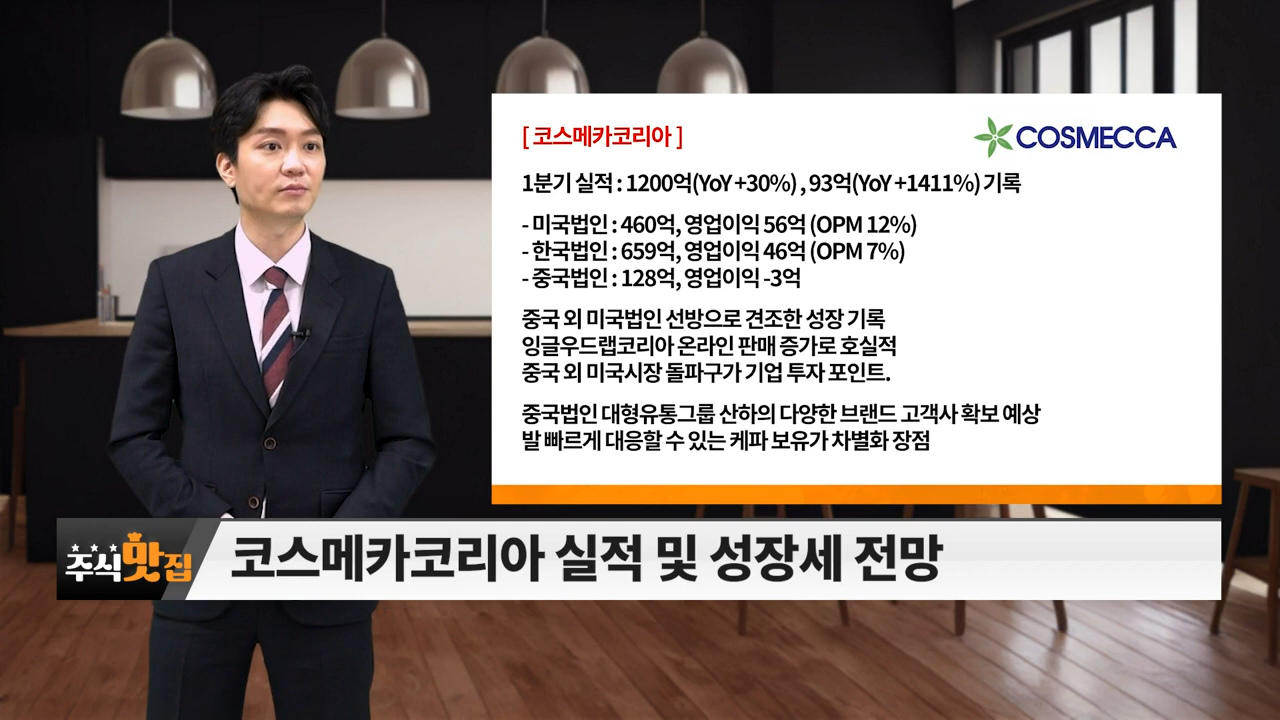 [ 코스메카코리아 ]
COSMECCA
1분기 실적 : 1200억(YoY +30%) , 93억(YoY +1411%) 기록
- 미국법인 : 460억, 영업이익 56억 (OPM 12%)
- 한국법인 : 659억, 영업이익 46억 (OPM 7%)
- 중국법인 : 128억, 영업이익 -3억
중국 외 미국법인 선방으로 견조한 성장 기록
잉글우드랩코리아 온라인 판매 증가로 호실적
중국 외 미국시장 돌파구가 기업 투자 포인트.
중국법인 대형유통그룹 산하의 다양한 브랜드 고객사 확보 예상
발 빠르게 대응할 수 있는 케파 보유가 차별화 장점
주식맛집
코스메카코리아 실적 및 성장세 전망